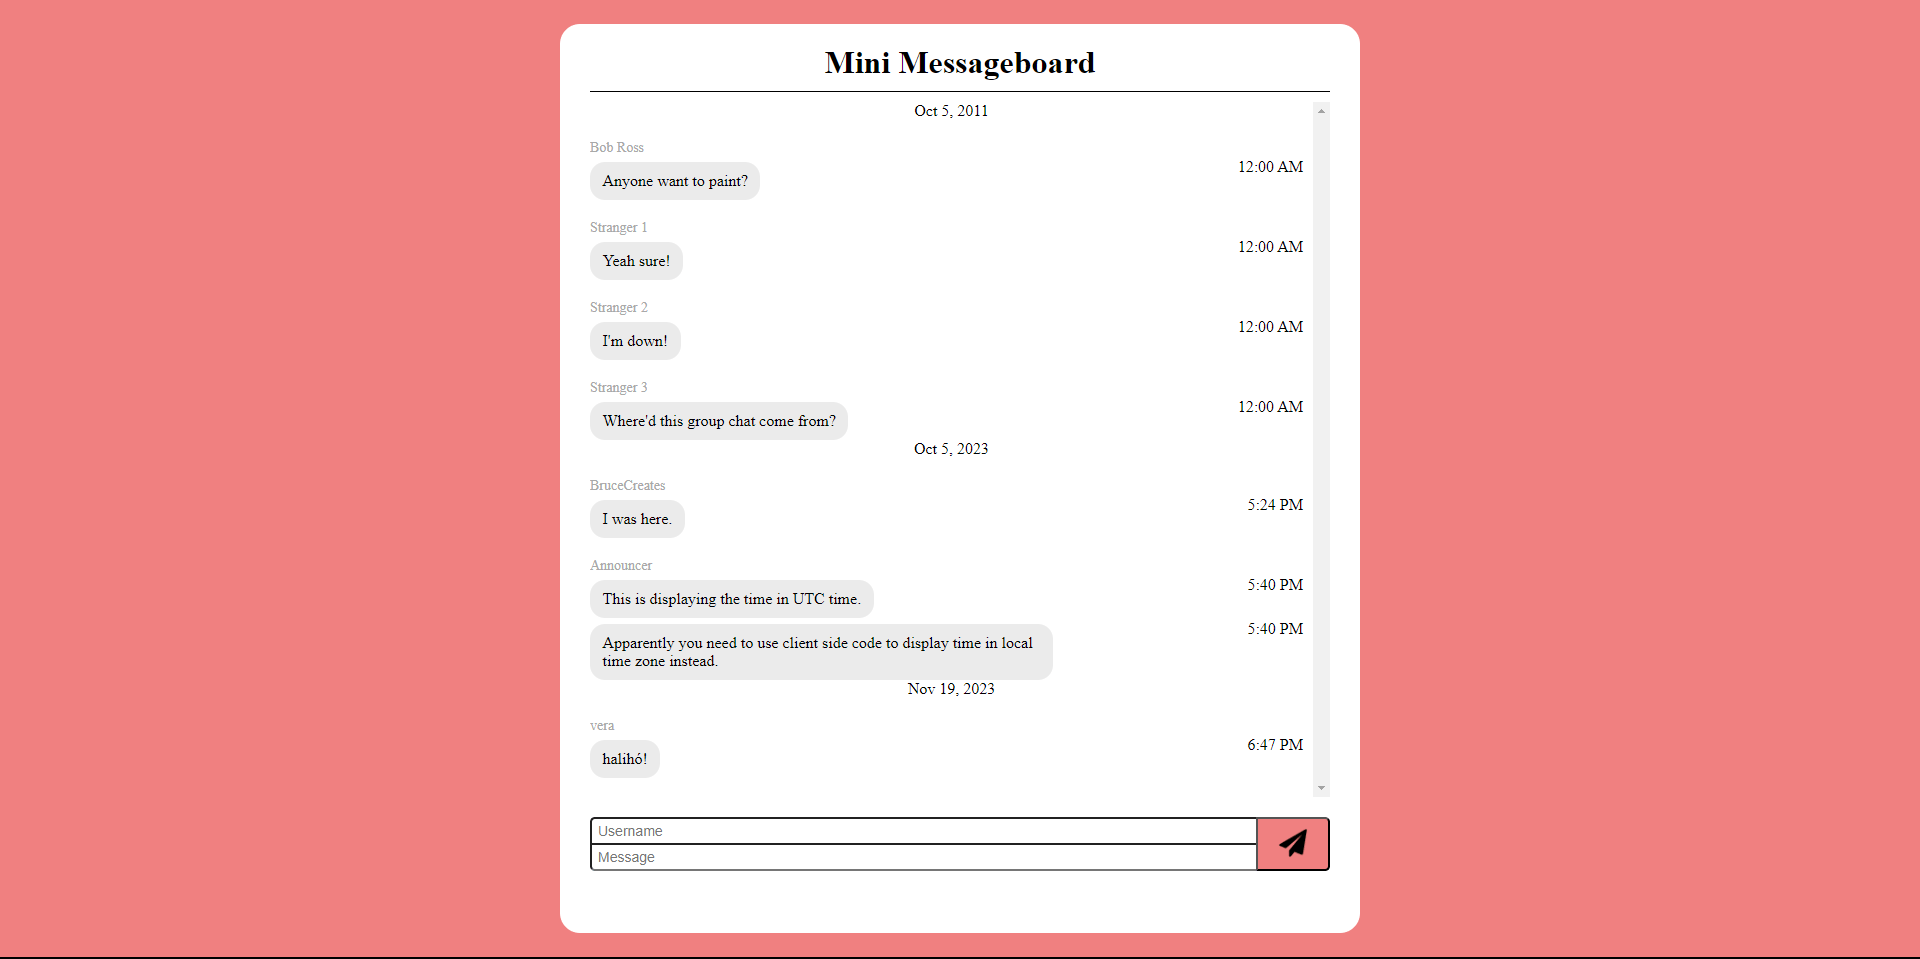 Mini Messageboard
Oct 5, 2011
Bob Ross
Anyone want to paint?
12:00 AM
Stranger 1
Yeah sure!
12:00 AM
Stranger 2
I'm down!
12:00 AM
Stranger 3
Where'd this group chat come from?
12:00 AM
Oct 5, 2023
BruceCreates
I was here.
5:24 PM
Announcer
This is displaying the time in UTC time.
5:40 PM
Apparently you need to use client side code to display time in local
time zone instead.
5:40 PM
Nov 19, 2023
vera
halihó!
6:47 PM
Username
Message